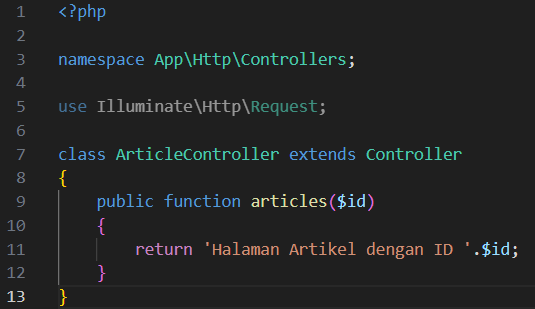 1 <?php
2
3 namespace App\Http\Controllers;
4
5 use Illuminate\Http\Request;
6
7 class ArticleController extends Controller
8 {
9     public function articles($id)
10     {
11         return 'Halaman Artikel dengan ID '.$id;
12     }
13 }